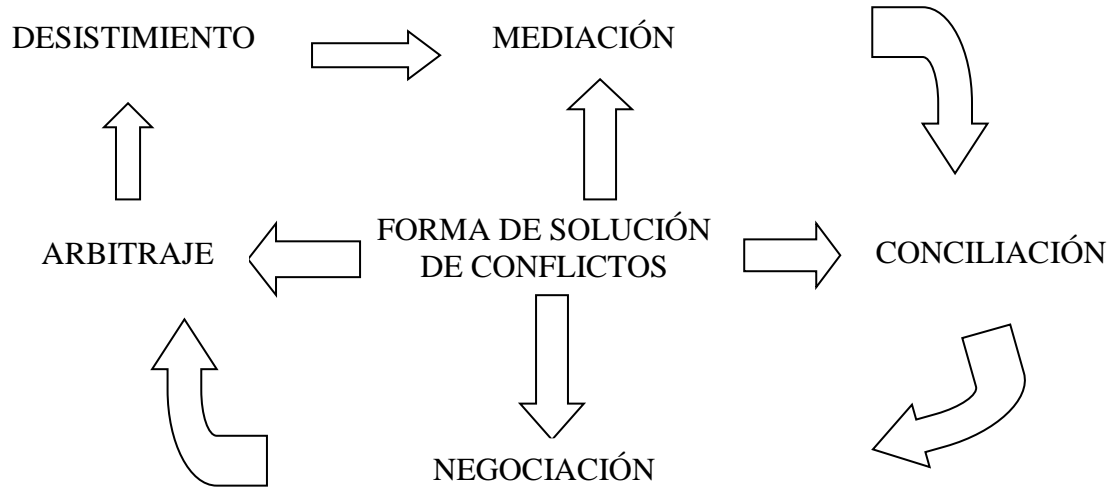 DESISTIMIENTO
MEDIACIÓN
ARBITRAJE
FORMA DE SOLUCIÓN
DE CONFLICTOS
CONCILIACIÓN
NEGOCIACIÓN